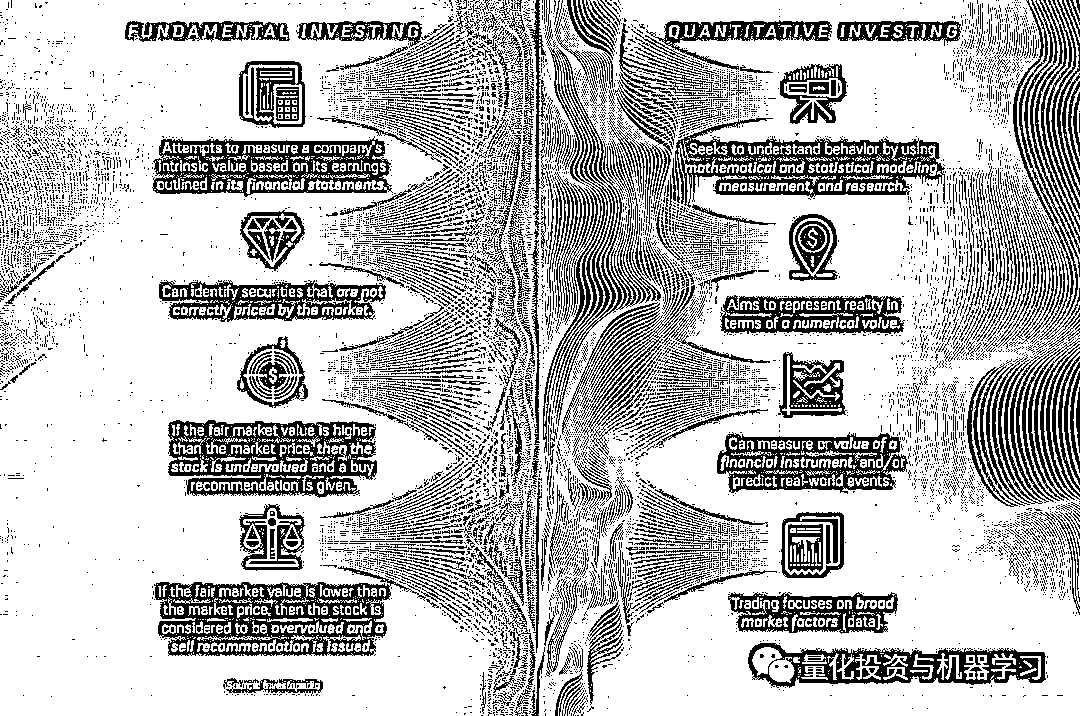 FUNDAMENTAL INVESTING
Attempts to measure a company's
intrinsic value based on its earnings
outlined in its financial statements.
Can identify securities that are not
correctly priced by the market.
If the fair market value is higher
than the market price, then the
stock is undervalued and a buy
recommendation is given.
If the fair market value is lower than
the market price, then the stock is
considered to be overvalued and a
sell recommendation is issued.
Source: Investopedia
QUANTITATIVE INVESTING
Seeks to understand behavior by using
mathematical and statistical modeling,
measurement, and research.
Aims to represent reality in
terms of a numerical value.
Can measure or value of a
financial instrument, and/or
predict real-world events.
Trading focuses on broad
market factors (data).
量化投资与机器学习